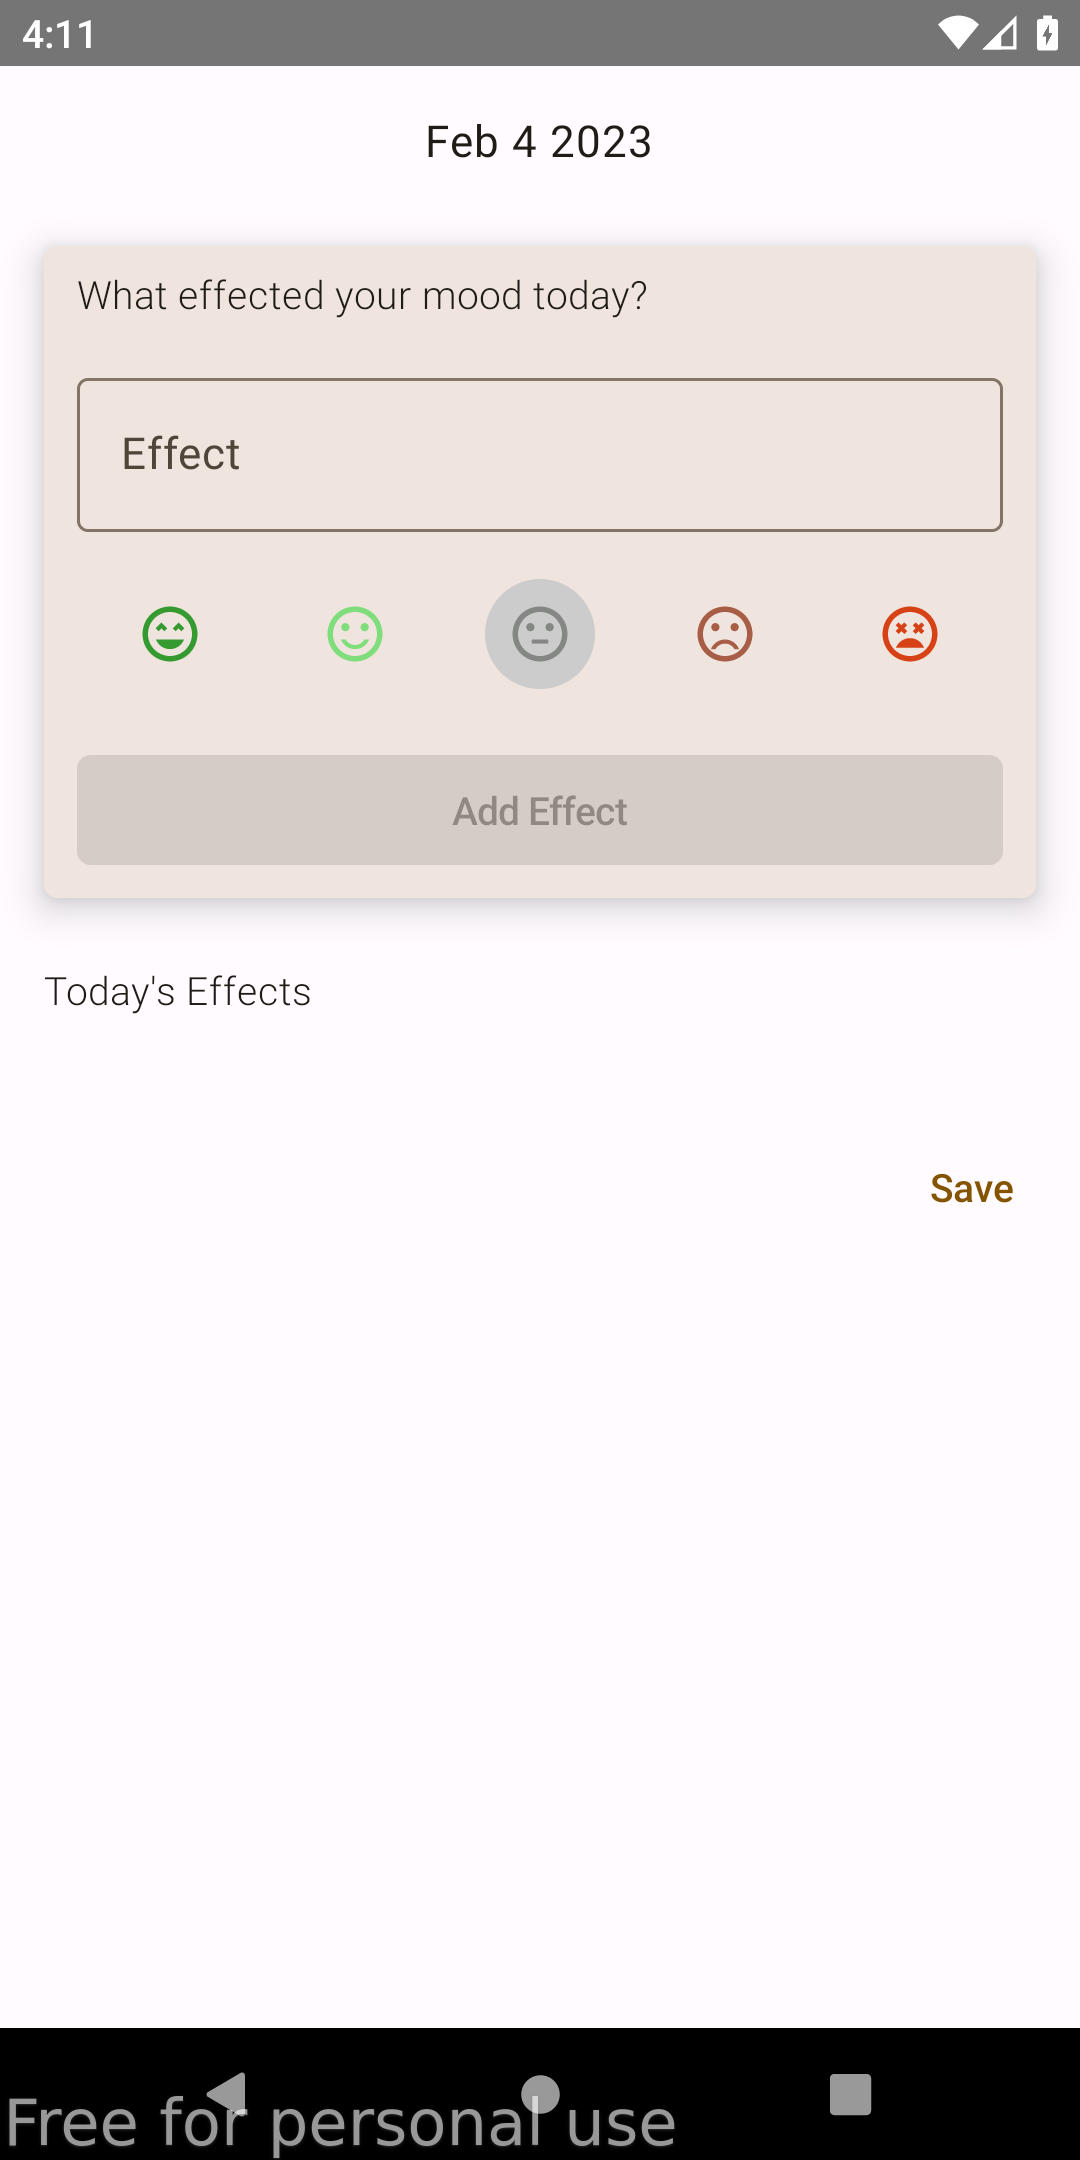 4:11
Feb 4 2023
What effected your mood today?
Effect
Add Effect
Today's Effects
Save
Free for personal use